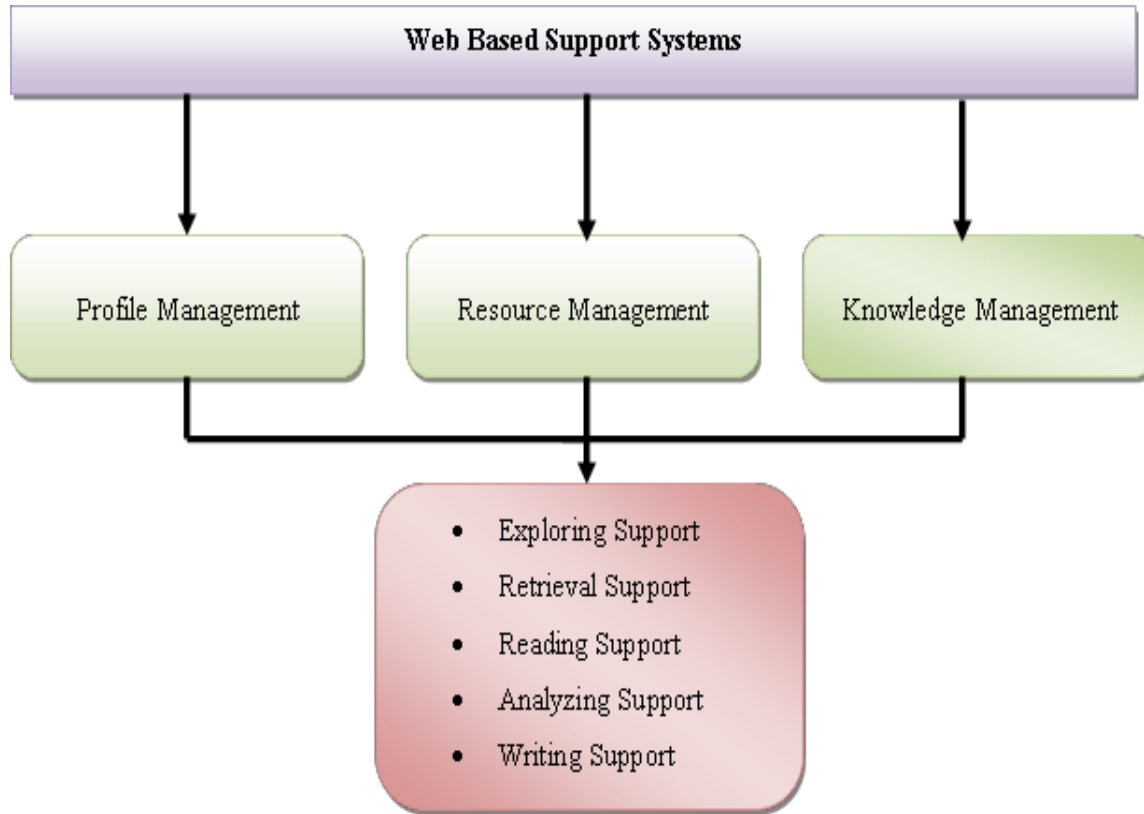 Web Based Support Systems
Profile Management
Resource Management
Knowledge Management
• Exploring Support
• Retrieval Support
• Reading Support
• Analyzing Support
• Writing Support